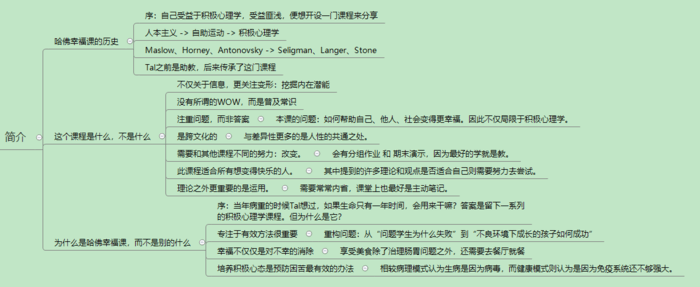 简介
哈佛幸福课的历史
序：自己受益于积极心理学，受益匪浅，便想开设一门课程来分享
人本主义 -> 自助运动 -> 积极心理学
Maslow、Horney、Antonovsky -> Seligman、Langer、Stone
Tal之前是助教，后来传承了这门课程
这个课程是什么，不是什么
不仅关于信息，更关注变形：挖掘内在潜能
没有所谓的WOW，而是普及常识
注重问题，而非答案
本课的问题：如何帮助自己、他人、社会变得更幸福。因此不仅局限于积极心理学。
是跨文化的
与差异性更多的是人性的共通之处。
需要和其他课程不同的努力：改变。
会有分组作业 和 期末演示，因为最好的学就是教。
此课程适合所有想变得快乐的人。
其中提到的许多理论和观点是否适合自己则需要努力去尝试。
理论之外更重要的是运用。
需要常常内省，课堂上也最好是主动笔记。
为什么是哈佛幸福课，而不是别的什么
序：当年病重的时候Tal想过，如果生命只有一年时间，会用来干嘛？答案是留下一系列
的积极心理学课程。但为什么是它？
专注于有效方法很重要
重构问题：从“问题学生为什么失败”到“不良环境下成长的孩子如何成功”
幸福不仅仅是对不幸的消除
享受美食除了治理肠胃问题之外，还需要去餐厅就餐
培养积极心态是预防困苦最有效的办法
相较病理模式认为生病是因为病毒，而健康模式则认为是因为免疫系统还不够强大。